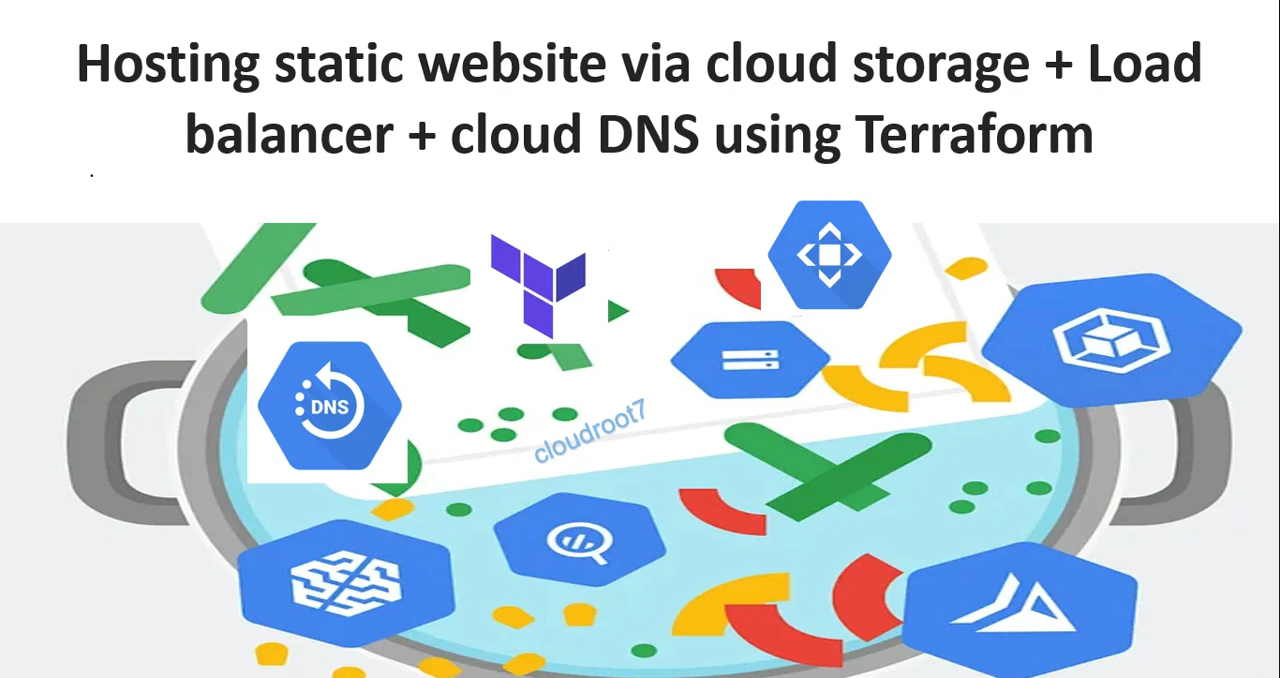 Hosting static website via cloud storage + Load
balancer + cloud DNS using Terraform
DNS
cloudroot7